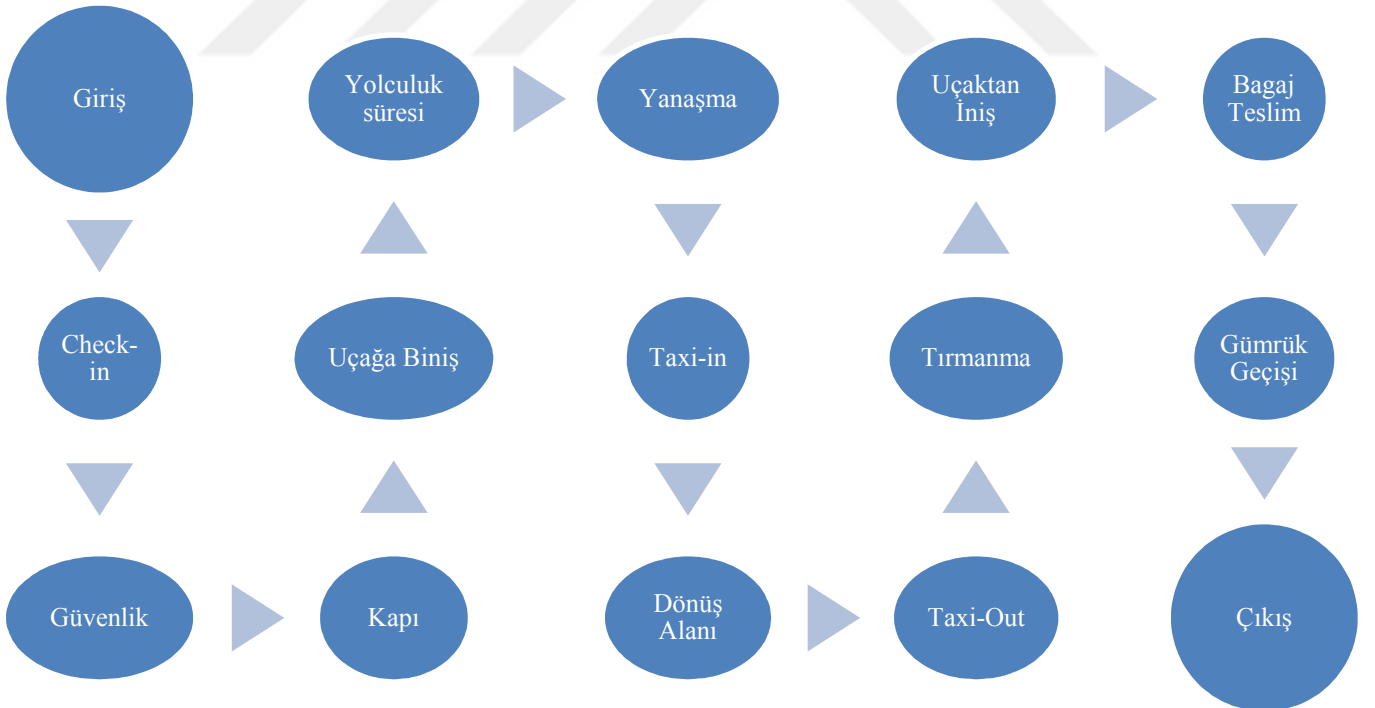 Giriş
Check-
in
Güvenlik
Kapı
Uçağa Biniş
Yolculuk
süresi
Yanaşma
Taxi-in
Dönüş
Alanı
Taxi-Out
Tırmanma
Uçaktan
İniş
Bagaj
Teslim
Gümrük
Geçişi
Çıkış